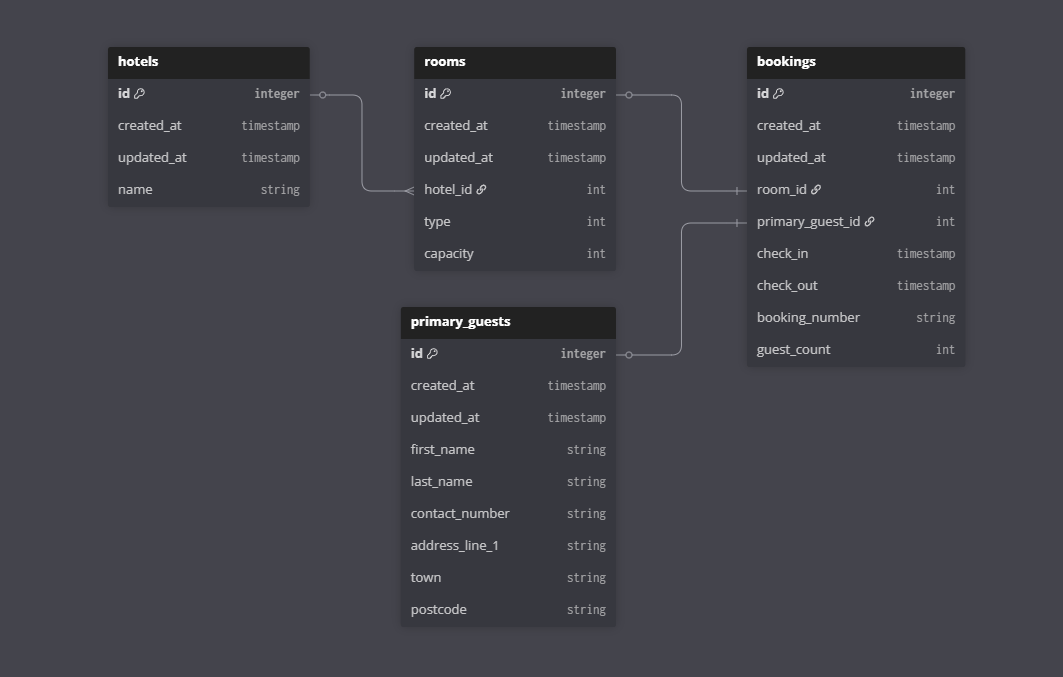 hotels
id integer
created_at timestamp
updated_at timestamp
name string
rooms
id integer
created_at timestamp
updated_at timestamp
hotel_id int
type int
capacity int
bookings
id integer
created_at timestamp
updated_at timestamp
room_id int
primary_guest_id int
check_in timestamp
check_out timestamp
booking_number string
guest_count int
primary_guests
id integer
created_at timestamp
updated_at timestamp
first_name string
last_name string
contact_number string
address_line_1 string
town string
postcode string